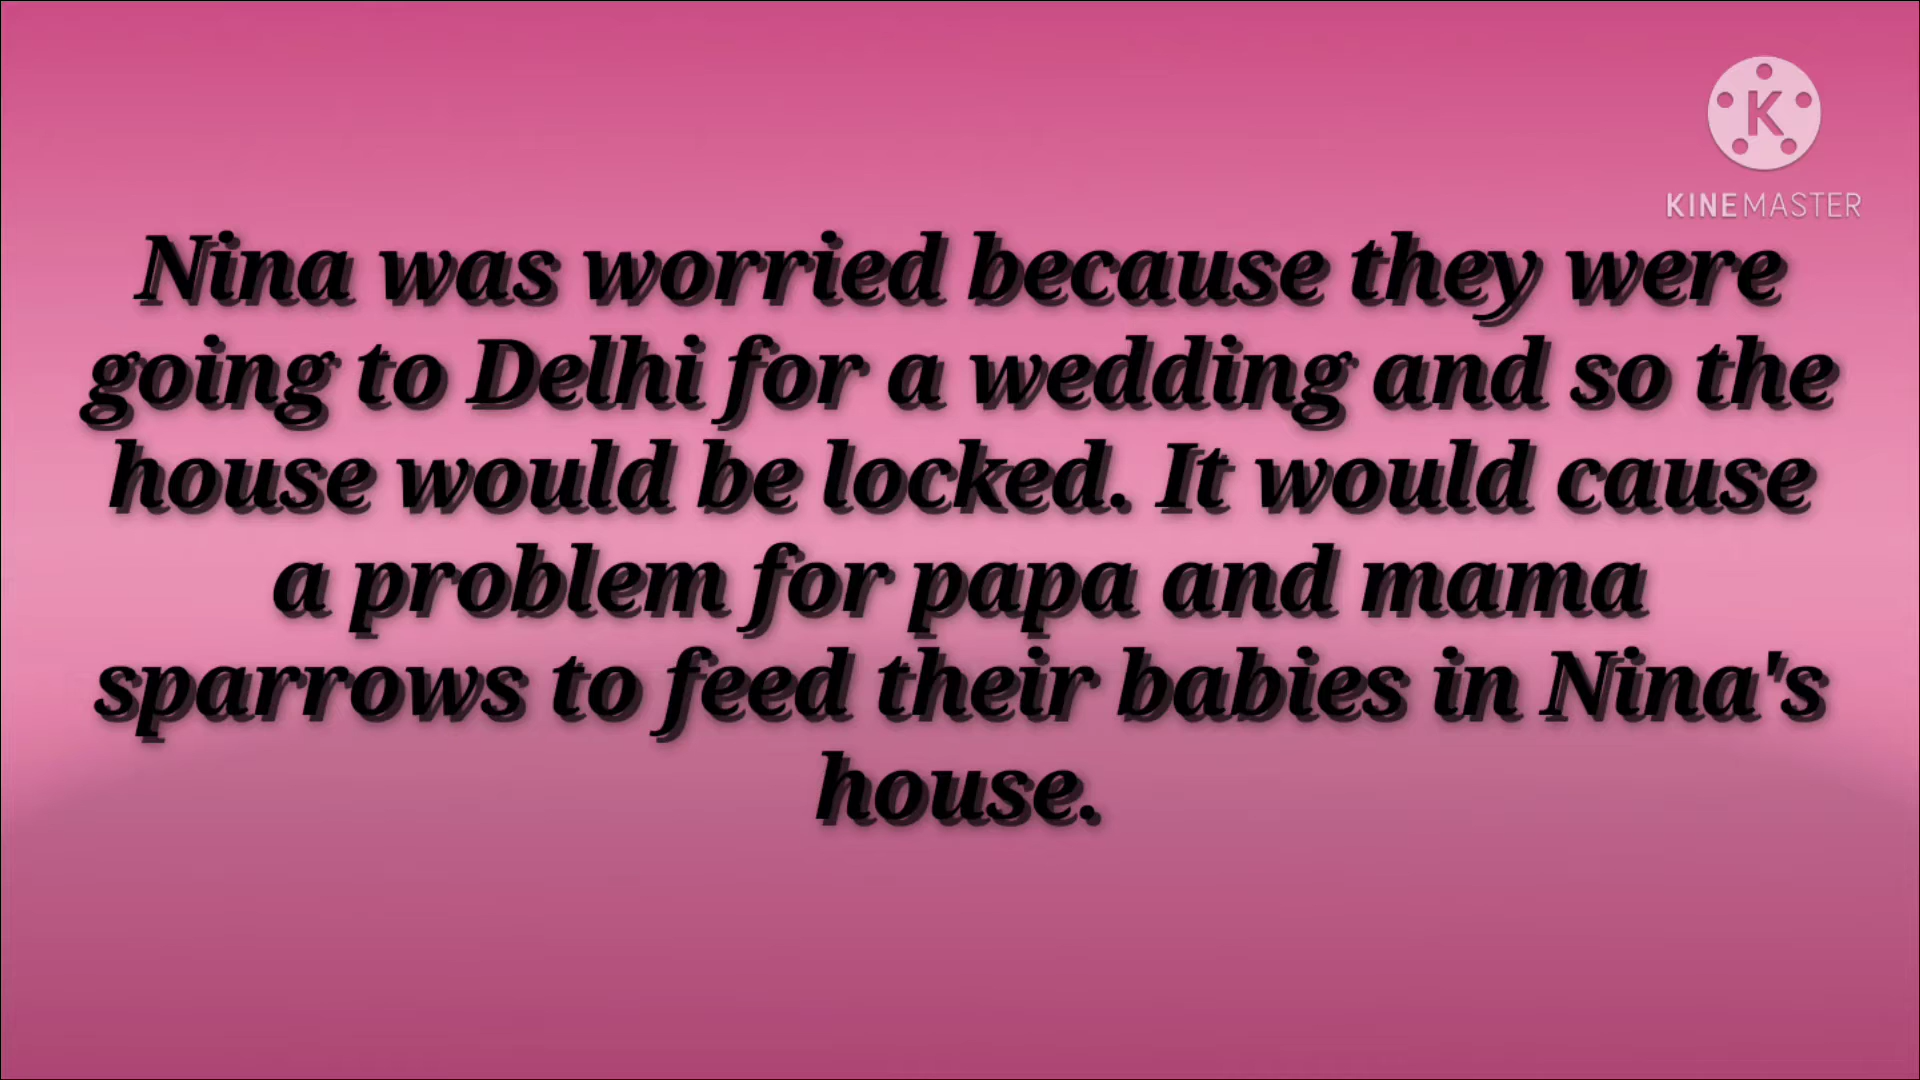 K
KINEMASTER
Nina was worried because they were
going to Delhi for a wedding and so the
house would be locked. It would cause
a problem for papa and mama
sparrows to feed their babies in Nina's
house.